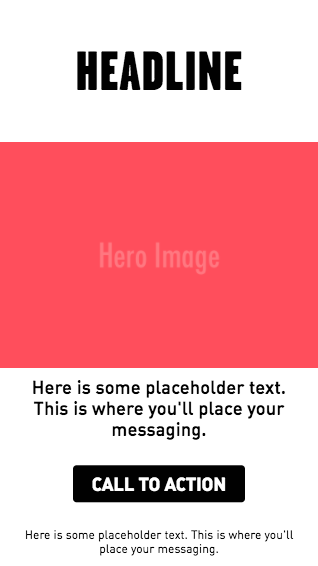 HEADLINE
Hero Image
Here is some placeholder text.
This is where you'll place your
messaging.
CALL TO ACTION
Here is some placeholder text. This is where you'll
place your messaging.